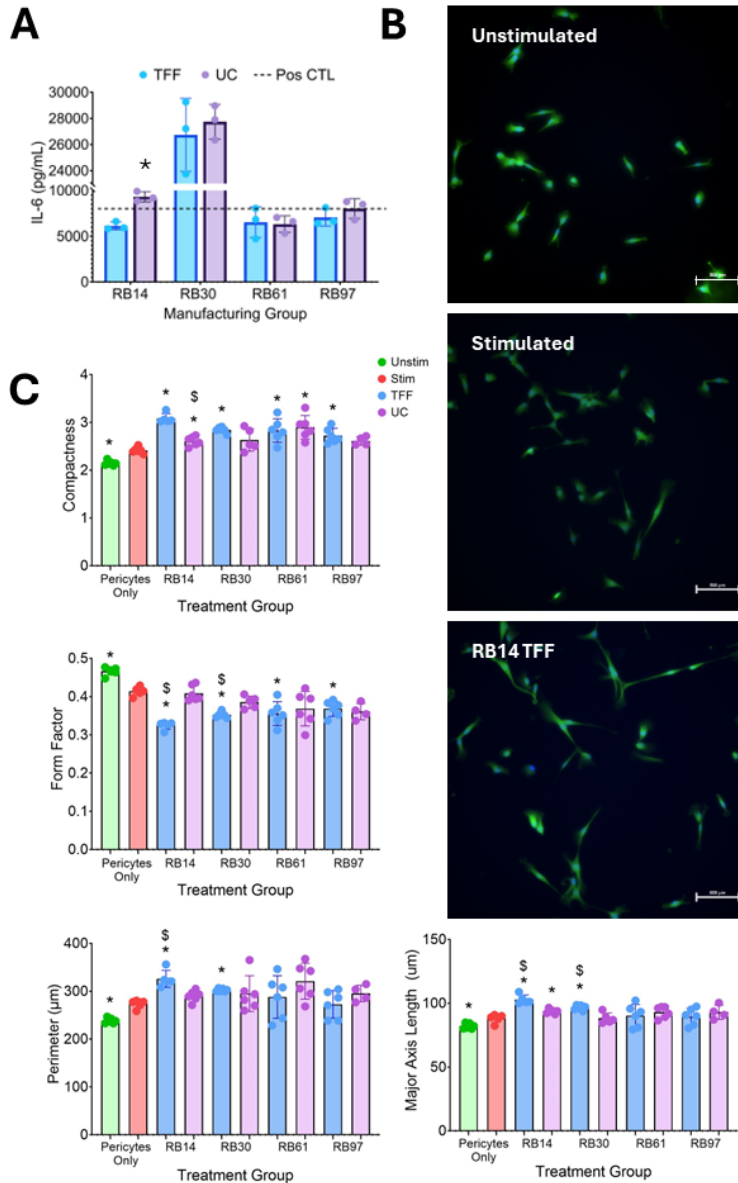 A
TFF UC Pos CTL
30000
28000
26000
24000
10000
5000
0
IL-6 (pg/mL)
*
RB14 RB30 RB61 RB97
Manufacturing Group
B
Unstimulated
Stimulated
500 µm
RB14 TFF
500 µm
C
Unstim
Stim
TFF
UC
4
3
2
1
0
Compactness
* * $ * * * * *
Pericytes Only RB14 RB30 RB61 RB97
Treatment Group
0.5
0.4
0.3
0.2
0.1
0.0
Form Factor
* $ * $ * * *
Pericytes Only RB14 RB30 RB61 RB97
Treatment Group
400
300
200
100
0
Perimeter (µm)
* $ * *
Pericytes Only RB14 RB30 RB61 RB97
Treatment Group
150
100
50
0
Major Axis Length (um)
* $ * * $ *
Pericytes Only RB14 RB30 RB61 RB97
Treatment Group